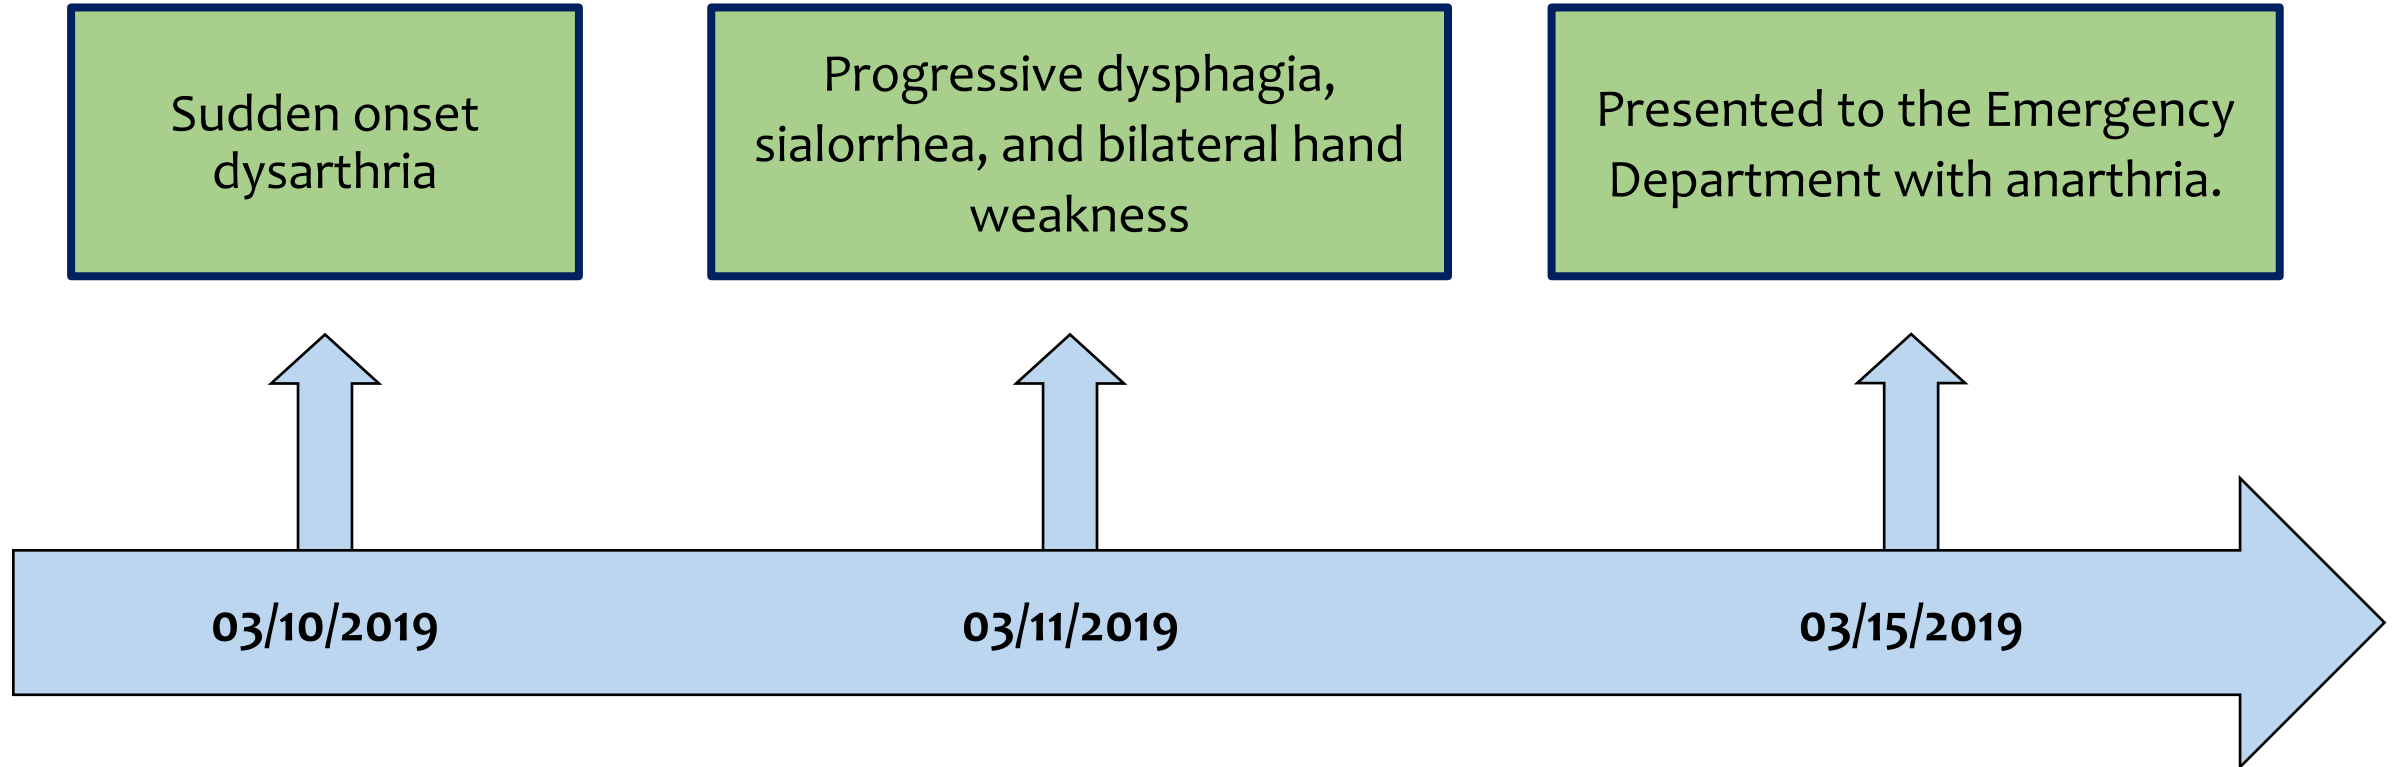 Sudden onset
dysarthria
Progressive dysphagia,
sialorrhea, and bilateral hand
weakness
Presented to the Emergency
Department with anarthria.
03/10/2019
03/11/2019
03/15/2019